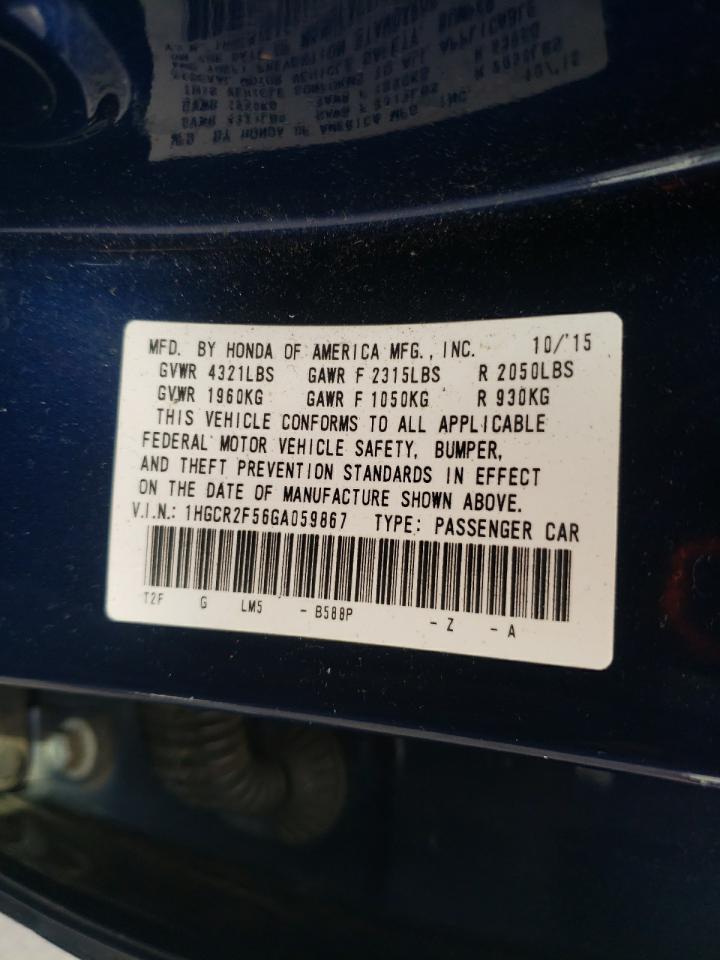 MFD. BY HONDA OF AMERICA MFG., INC. 10/'15
GVWR 4321LBS GAWR F 2315LBS R 2050LBS
GVWR 1960KG GAWR F 1050KG R 930KG
THIS VEHICLE CONFORMS TO ALL APPLICABLE
FEDERAL MOTOR VEHICLE SAFETY, BUMPER,
AND THEFT PREVENTION STANDARDS IN EFFECT
ON THE DATE OF MANUFACTURE SHOWN ABOVE.
V.I.N.: 1HGCR2F56GA059867 TYPE: PASSENGER CAR
T2F G LM5 - B588P - Z - A